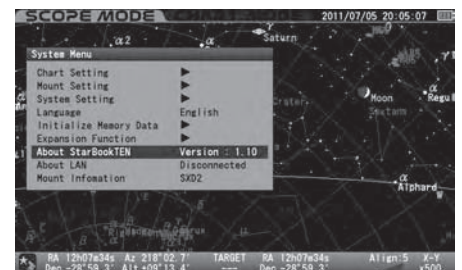 SCOPE MODE CHART MODE 2011/07/05 20:05:07
α2 α Saturn γ
System Menu
Chart Setting
Mount Setting
System Setting
Language English
Initialize Memory Data
Expansion Function
About StarBookTEN Version : 1.10
About LAN Disconnected
Mount Infomation SXD2
Crater
Moon
α Regu
Sextans
α
Alphard
W
RA 12h07m34s Az 218°02.7' TARGET RA 12h07m34s Align:5 X-Y
Dec -28°59.3' Alt +09°13.4' --- Dec -28°59.3' x500